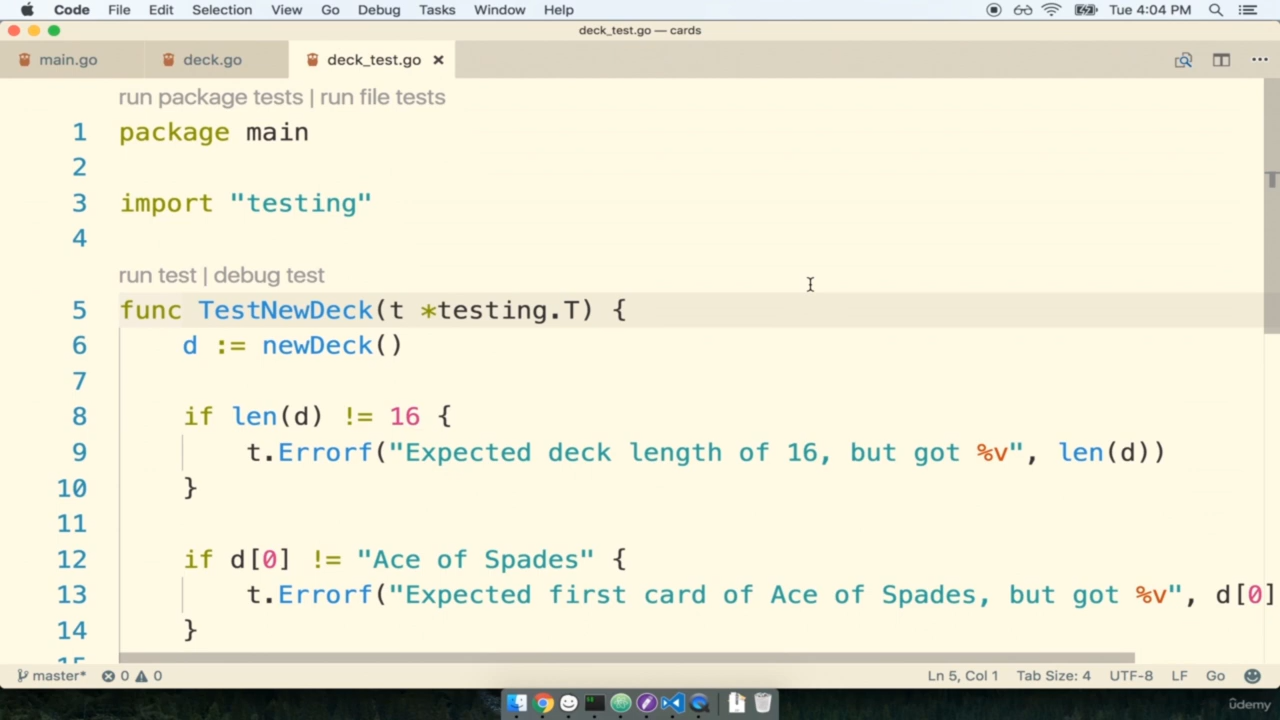 Code File Edit Selection View Go Debug Tasks Window Help Tue 4:04 PM
deck_test.go — cards
main.go deck.go deck_test.go ×
run package tests | run file tests
1 package main
2
3 import "testing"
4
run test | debug test
5 func TestNewDeck(t *testing.T) {
6 d := newDeck()
7
8 if len(d) != 16 {
9 t.Errorf("Expected deck length of 16, but got %v", len(d))
10 }
11
12 if d[0] != "Ace of Spades" {
13 t.Errorf("Expected first card of Ace of Spades, but got %v", d[0]
14 }
15
master* 0 0 Ln 5, Col 1 Tab Size: 4 UTF-8 LF Go
ûdemy